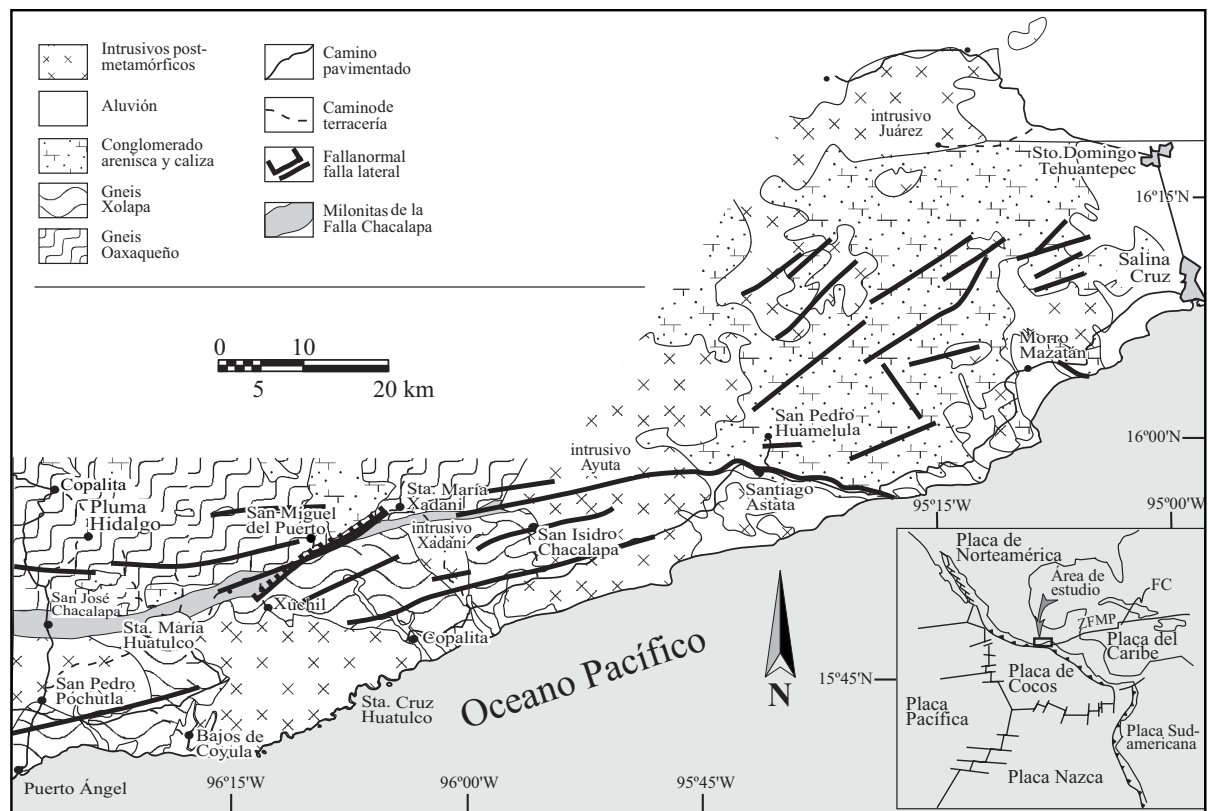 Intrusivos post-
metamórficos
Aluvión
Conglomerado
arenisca y caliza
Gneis
Xolapa
Gneis
Oaxaqueño
Camino
pavimentado
Caminode
terracería
Fallanormal
falla lateral
Milonitas de la
Falla Chacalapa
0 10
5 20 km
intrusivo
Juárez
Sto.Domingo
Tehuantepec
16º15'N
Salina
Cruz
Morro
Mazatán
San Pedro
Huamelula
16º00'N
intrusivo
Ayuta
Santiago
Astata
95º15'W
95º00'W
Copalita
Pluma
Hidalgo
San Miguel
del Puerto
Sta. María
Xadani
intrusivo
Xadani
San Isidro
Chacalapa
San José
Chacalapa
Xúchil
Sta. María
Huatulco
Copalita
San Pedro
Pochutla
Sta. Cruz
Huatulco
Bajos de
Coyula
Puerto Ángel
Oceano Pacífico
N
15º45'N
96º15'W
96º00'W
95º45'W
Placa de
Norteamérica
Área de
estudio
FC
ZFMP
Placa del
Caribe
Placa de
Cocos
Placa
Pacífica
Placa Sud-
americana
Placa Nazca